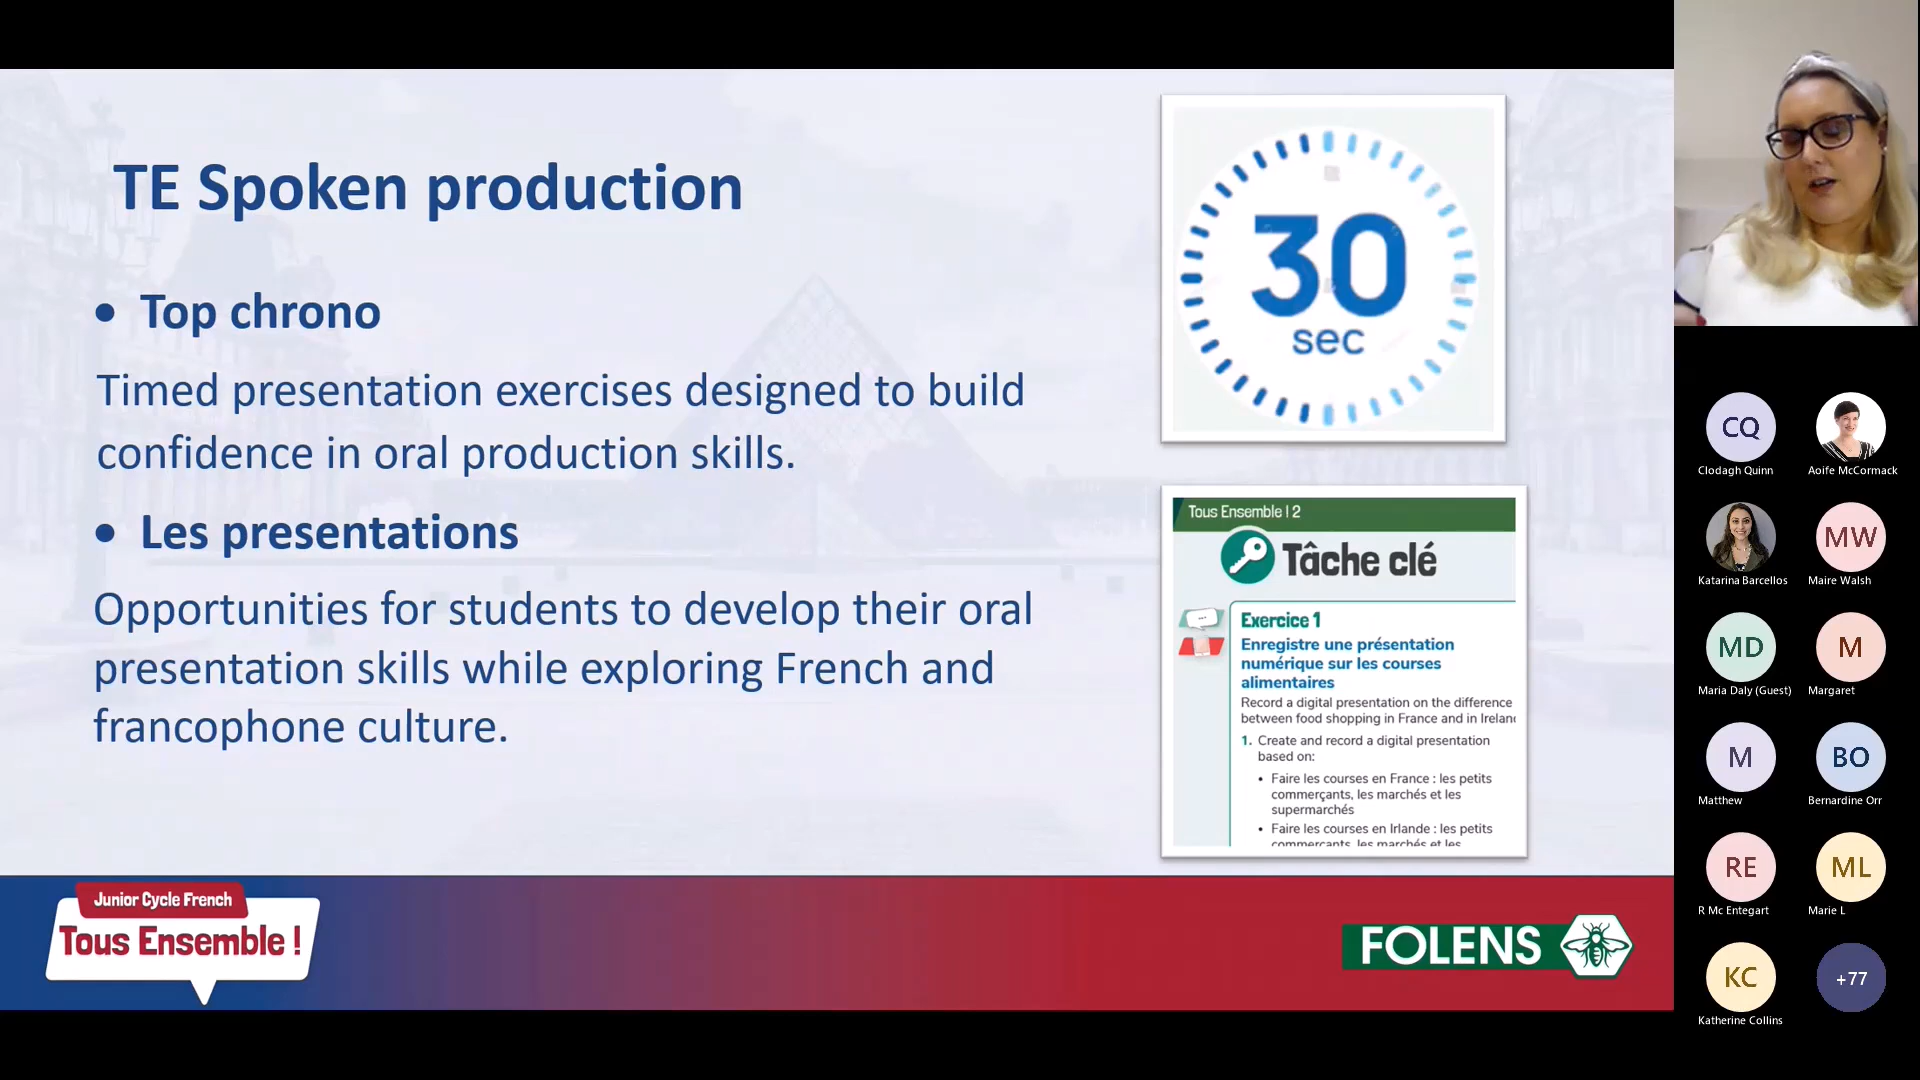 TE Spoken production
• Top chrono
Timed presentation exercises designed to build
confidence in oral production skills.
• Les presentations
Opportunities for students to develop their oral
presentation skills while exploring French and
francophone culture.
30
sec
Tous Ensemble | 2
Tâche clé
Exercice 1
Enregistre une présentation
numérique sur les courses
alimentaires
Record a digital presentation on the difference
between food shopping in France and in Irelan
1. Create and record a digital presentation
based on:
• Faire les courses en France : les petits
commerçants, les marchés et les
supermarchés
• Faire les courses en Irlande : les petits
commerçants, les marchés et les
Junior Cycle French
Tous Ensemble !
FOLENS
CQ
Clodagh Quinn
Aoife McCormack
Katarina Barcellos
MW
Maire Walsh
MD
Maria Daly (Guest)
M
Margaret
M
Matthew
BO
Bernardine Orr
RE
R Mc Entegart
ML
Marie L
KC
Katherine Collins
+77